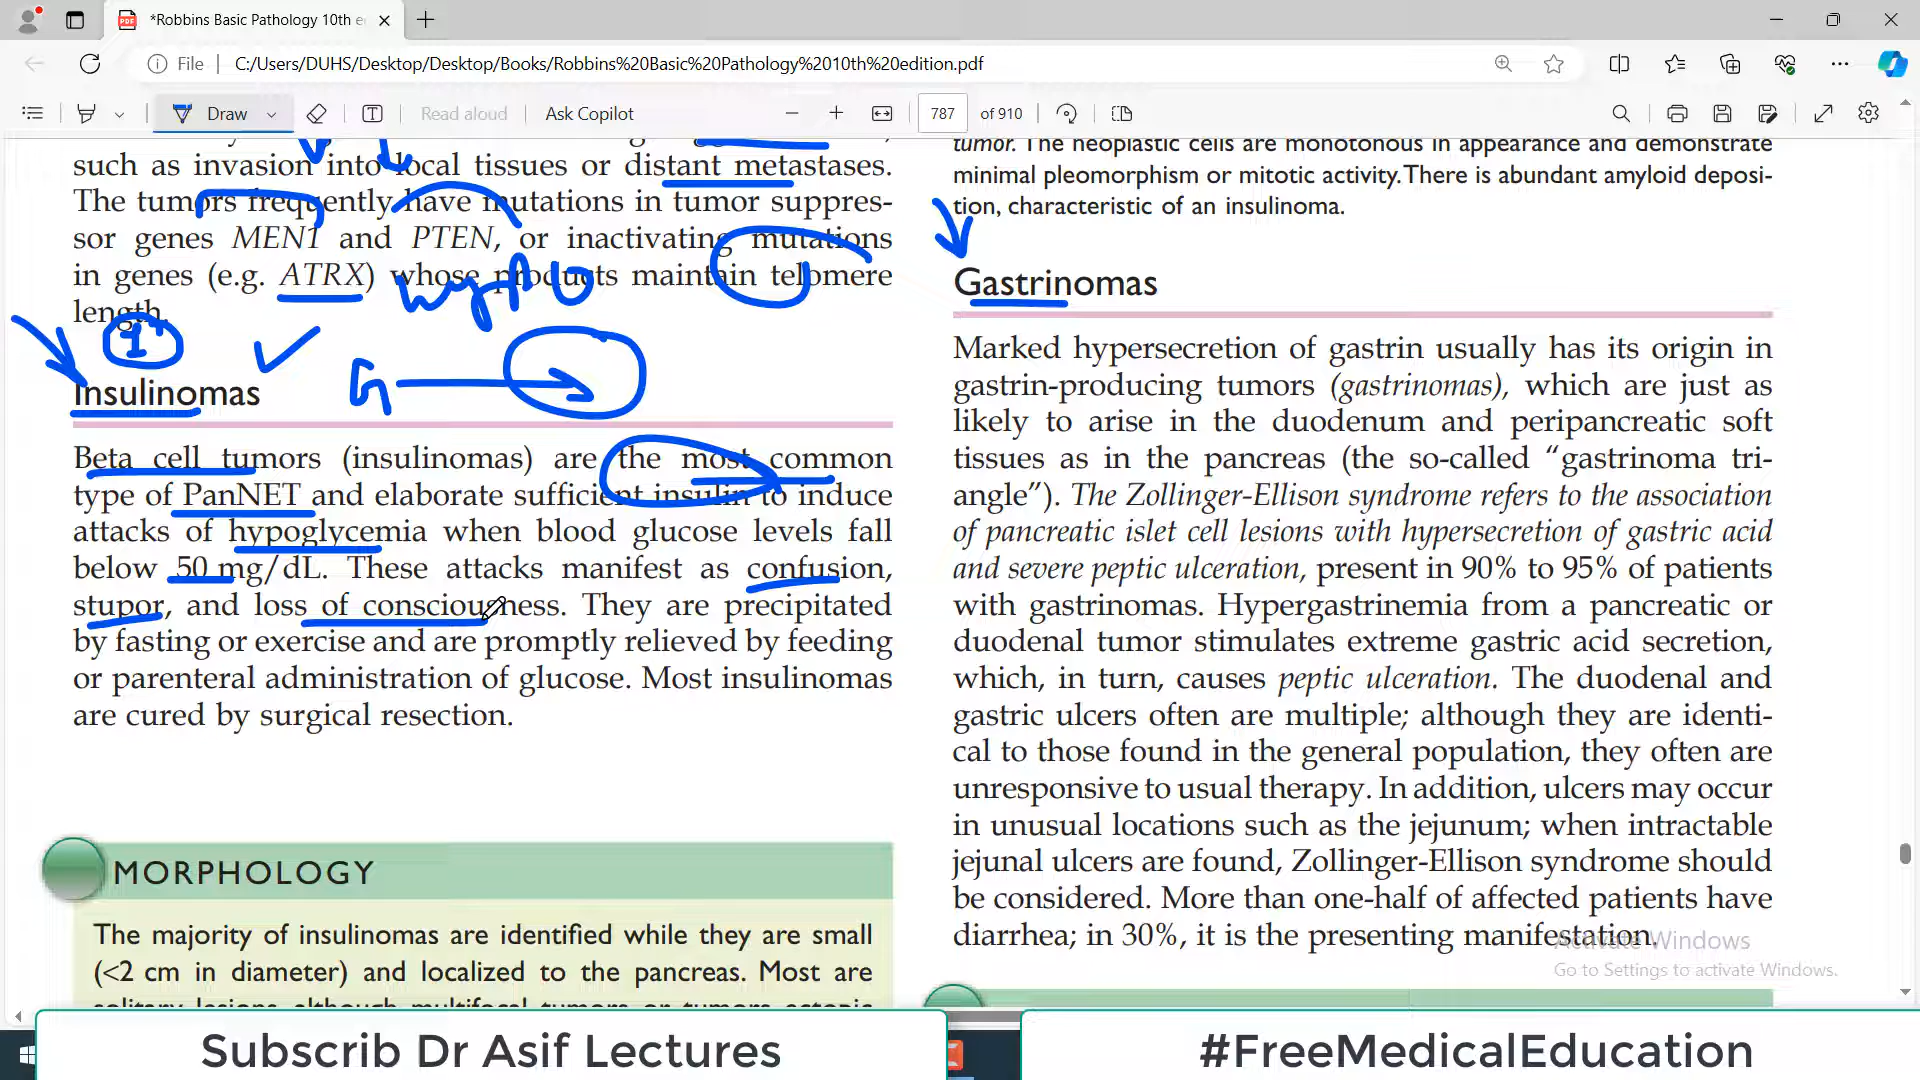 *Robbins Basic Pathology 10th e
File
C:/Users/DUHS/Desktop/Desktop/Books/Robbins%20Basic%20Pathology%2010th%20edition.pdf
Draw
Read aloud
Ask Copilot
787
of 910
such as invasion into local tissues or distant metastases.
The tumors frequently have mutations in tumor suppres-
sor genes MEN1 and PTEN, or inactivating mutations
in genes (e.g. ATRX) whose products maintain telomere
length.
Insulinomas
Beta cell tumors (insulinomas) are the most common
type of PanNET and elaborate sufficient insulin to induce
attacks of hypoglycemia when blood glucose levels fall
below 50 mg/dL. These attacks manifest as confusion,
stupor, and loss of consciousness. They are precipitated
by fasting or exercise and are promptly relieved by feeding
or parenteral administration of glucose. Most insulinomas
are cured by surgical resection.
MORPHOLOGY
The majority of insulinomas are identified while they are small
(<2 cm in diameter) and localized to the pancreas. Most are
solitary lesions, although multifocal tumors or tumors ectopic
tumor. The neoplastic cells are monotonous in appearance and demonstrate
minimal pleomorphism or mitotic activity. There is abundant amyloid deposi-
tion, characteristic of an insulinoma.
Gastrinomas
Marked hypersecretion of gastrin usually has its origin in
gastrin-producing tumors (gastrinomas), which are just as
likely to arise in the duodenum and peripancreatic soft
tissues as in the pancreas (the so-called “gastrinoma tri-
angle”). The Zollinger-Ellison syndrome refers to the association
of pancreatic islet cell lesions with hypersecretion of gastric acid
and severe peptic ulceration, present in 90% to 95% of patients
with gastrinomas. Hypergastrinemia from a pancreatic or
duodenal tumor stimulates extreme gastric acid secretion,
which, in turn, causes peptic ulceration. The duodenal and
gastric ulcers often are multiple; although they are identi-
cal to those found in the general population, they often are
unresponsive to usual therapy. In addition, ulcers may occur
in unusual locations such as the jejunum; when intractable
jejunal ulcers are found, Zollinger-Ellison syndrome should
be considered. More than one-half of affected patients have
diarrhea; in 30%, it is the presenting manifestation.
Activate Windows
Go to Settings to activate Windows.
Subscrib Dr Asif Lectures
#FreeMedicalEducation